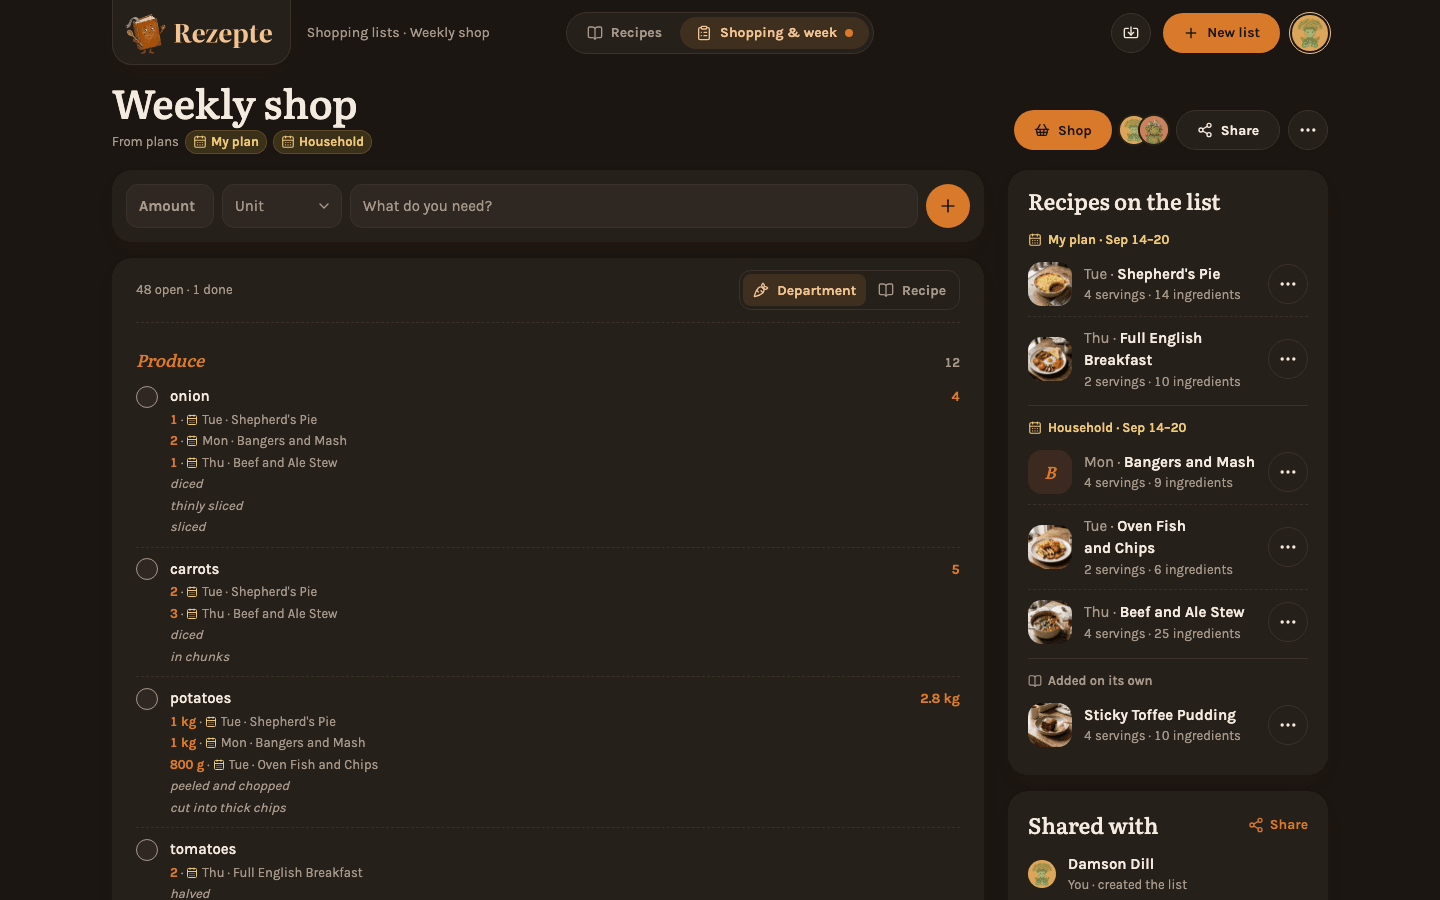 Rezepte
Shopping lists · Weekly shop
Recipes
Shopping & week
New list
Weekly shop
From plans My plan Household
Shop
Share
Amount
Unit
What do you need?
48 open · 1 done
Department
Recipe
Produce 12
onion 4
1 · Tue · Shepherd's Pie
2 · Mon · Bangers and Mash
1 · Thu · Beef and Ale Stew
diced
thinly sliced
sliced
carrots 5
2 · Tue · Shepherd's Pie
3 · Thu · Beef and Ale Stew
diced
in chunks
potatoes 2.8 kg
1 kg · Tue · Shepherd's Pie
1 kg · Mon · Bangers and Mash
800 g · Tue · Oven Fish and Chips
peeled and chopped
cut into thick chips
tomatoes
2 · Thu · Full English Breakfast
halved
Recipes on the list
My plan · Sep 14–20
Tue · Shepherd's Pie
4 servings · 14 ingredients
Thu · Full English
Breakfast
2 servings · 10 ingredients
Household · Sep 14–20
B
Mon · Bangers and Mash
4 servings · 9 ingredients
Tue · Oven Fish
and Chips
2 servings · 6 ingredients
Thu · Beef and Ale Stew
4 servings · 25 ingredients
Added on its own
Sticky Toffee Pudding
4 servings · 10 ingredients
Shared with
Share
Damson Dill
You · created the list